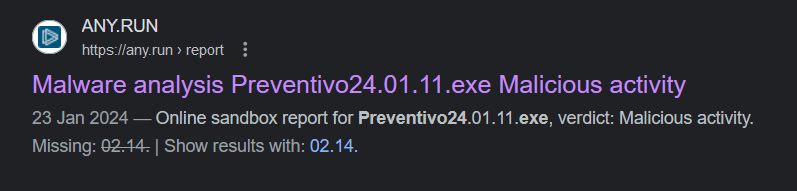 ANY.RUN
https://any.run › report
Malware analysis Preventivo24.01.11.exe Malicious activity
23 Jan 2024 — Online sandbox report for Preventivo24.01.11.exe, verdict: Malicious activity.
Missing: 02.14. | Show results with: 02.14.